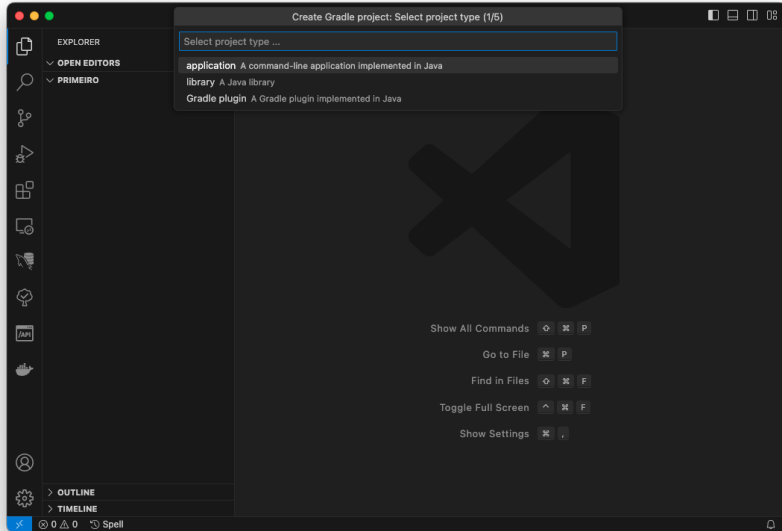 Create Gradle project: Select project type (1/5)
Select project type ...
application A command-line application implemented in Java
library A Java library
Gradle plugin A Gradle plugin implemented in Java
EXPLORER
OPEN EDITORS
PRIMEIRO
/API
Show All Commands ⇧ ⌘ P
Go to File ⌘ P
Find in Files ⇧ ⌘ F
Toggle Full Screen ^ ⌘ F
Show Settings ⌘ ,
OUTLINE
TIMELINE
0 0 Spell